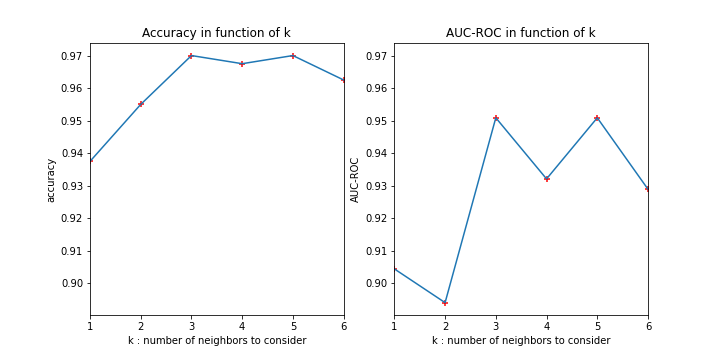 Accuracy in function of k
accuracy
0.97
0.96
0.95
0.94
0.93
0.92
0.91
0.90
1 2 3 4 5 6
k : number of neighbors to consider
AUC-ROC in function of k
AUC-ROC
0.97
0.96
0.95
0.94
0.93
0.92
0.91
0.90
1 2 3 4 5 6
k : number of neighbors to consider